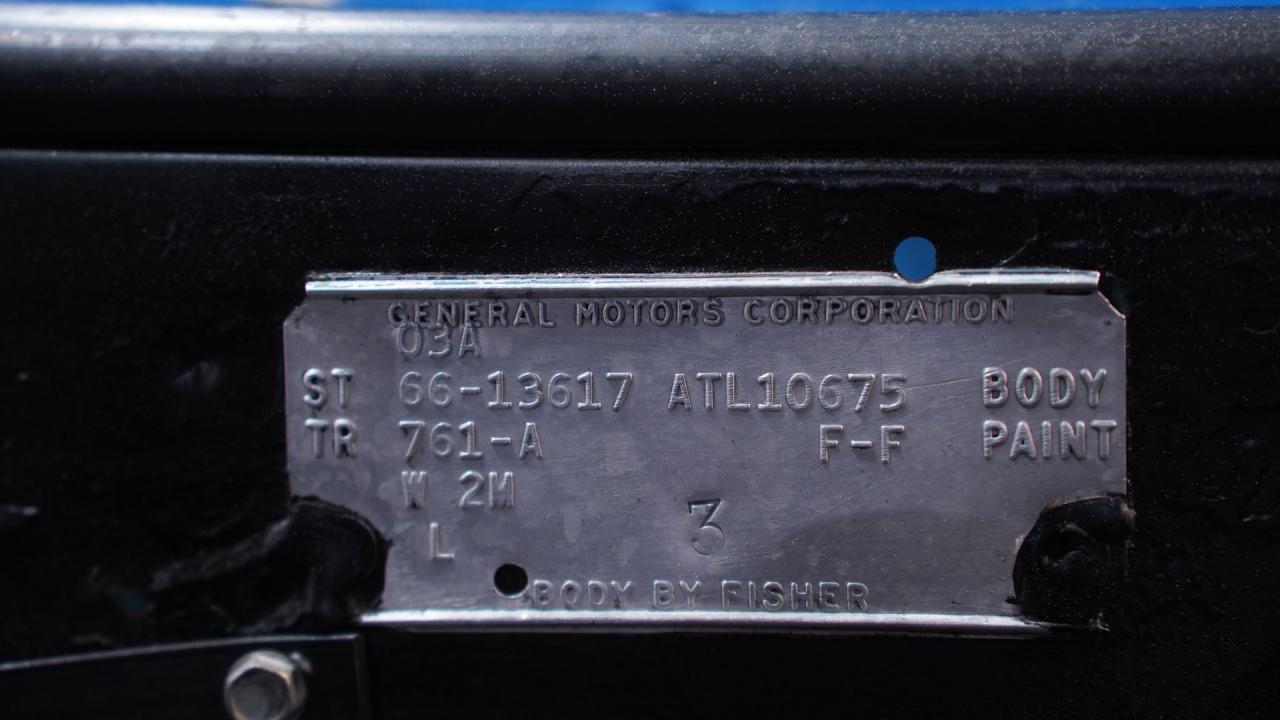 GENERAL MOTORS CORPORATION
03A
ST 66-13617 ATL10675 BODY
TR 761-A F-F PAINT
W 2M
L 3
BODY BY FISHER